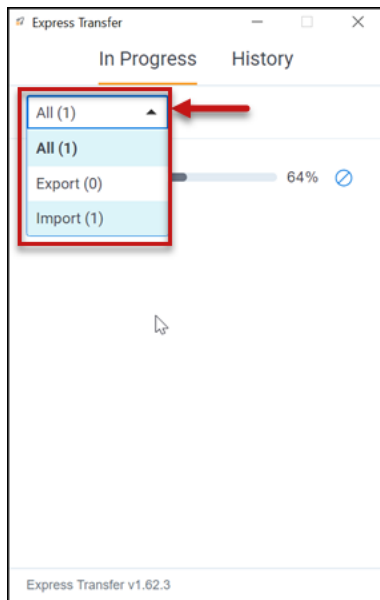 Express Transfer
In Progress History
All (1)
All (1)
Export (0)
64%
Import (1)
Express Transfer v1.62.3